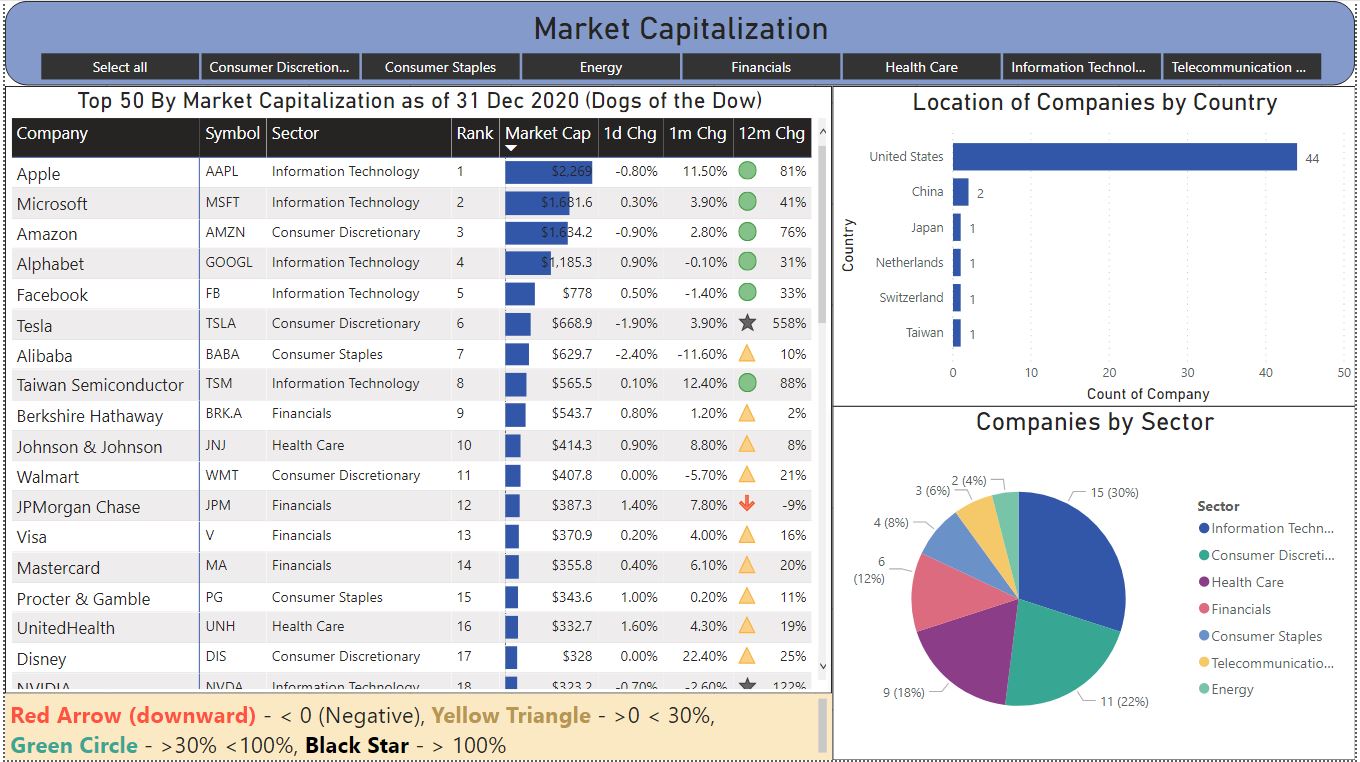 Market Capitalization
Select all Consumer Discretion... Consumer Staples Energy Financials Health Care Information Technol... Telecommunication ...
Top 50 By Market Capitalization as of 31 Dec 2020 (Dogs of the Dow)
Company Symbol Sector Rank Market Cap 1d Chg 1m Chg 12m Chg
Apple AAPL Information Technology 1 $2,269 -0.80% 11.50% 81%
Microsoft MSFT Information Technology 2 $1,681.6 0.30% 3.90% 41%
Amazon AMZN Consumer Discretionary 3 $1,634.2 -0.90% 2.80% 76%
Alphabet GOOGL Information Technology 4 $1,185.3 0.90% -0.10% 31%
Facebook FB Information Technology 5 $778 0.50% -1.40% 33%
Tesla TSLA Consumer Discretionary 6 $668.9 -1.90% 3.90% 558%
Alibaba BABA Consumer Staples 7 $629.7 -2.40% -11.60% 10%
Taiwan Semiconductor TSM Information Technology 8 $565.5 0.10% 12.40% 88%
Berkshire Hathaway BRK.A Financials 9 $543.7 0.80% 1.20% 2%
Johnson & Johnson JNJ Health Care 10 $414.3 0.90% 8.80% 8%
Walmart WMT Consumer Discretionary 11 $407.8 0.00% -5.70% 21%
JPMorgan Chase JPM Financials 12 $387.3 1.40% 7.80% -9%
Visa V Financials 13 $370.9 0.20% 4.00% 16%
Mastercard MA Financials 14 $355.8 0.40% 6.10% 20%
Procter & Gamble PG Consumer Staples 15 $343.6 1.00% 0.20% 11%
UnitedHealth UNH Health Care 16 $332.7 1.60% 4.30% 19%
Disney DIS Consumer Discretionary 17 $328 0.00% 22.40% 25%
NVIDIA NVDA Information Technology 18 $323.2 -0.70% -2.60% 122%
Red Arrow (downward) - < 0 (Negative), Yellow Triangle - >0 < 30%,
Green Circle - >30% <100%, Black Star - > 100%
Location of Companies by Country
Country
United States 44
China 2
Japan 1
Netherlands 1
Switzerland 1
Taiwan 1
0 10 20 30 40 50
Count of Company
Companies by Sector
15 (30%)
11 (22%)
9 (18%)
6
(12%)
4 (8%)
3 (6%)
2 (4%)
Sector
Information Techn...
Consumer Discreti...
Health Care
Financials
Consumer Staples
Telecommunicatio...
Energy